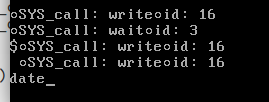 oSYS_call: writeoid: 16
oSYS_call: waitoid: 3
$oSYS_call: writeoid: 16
 oSYS_call: writeoid: 16
date_